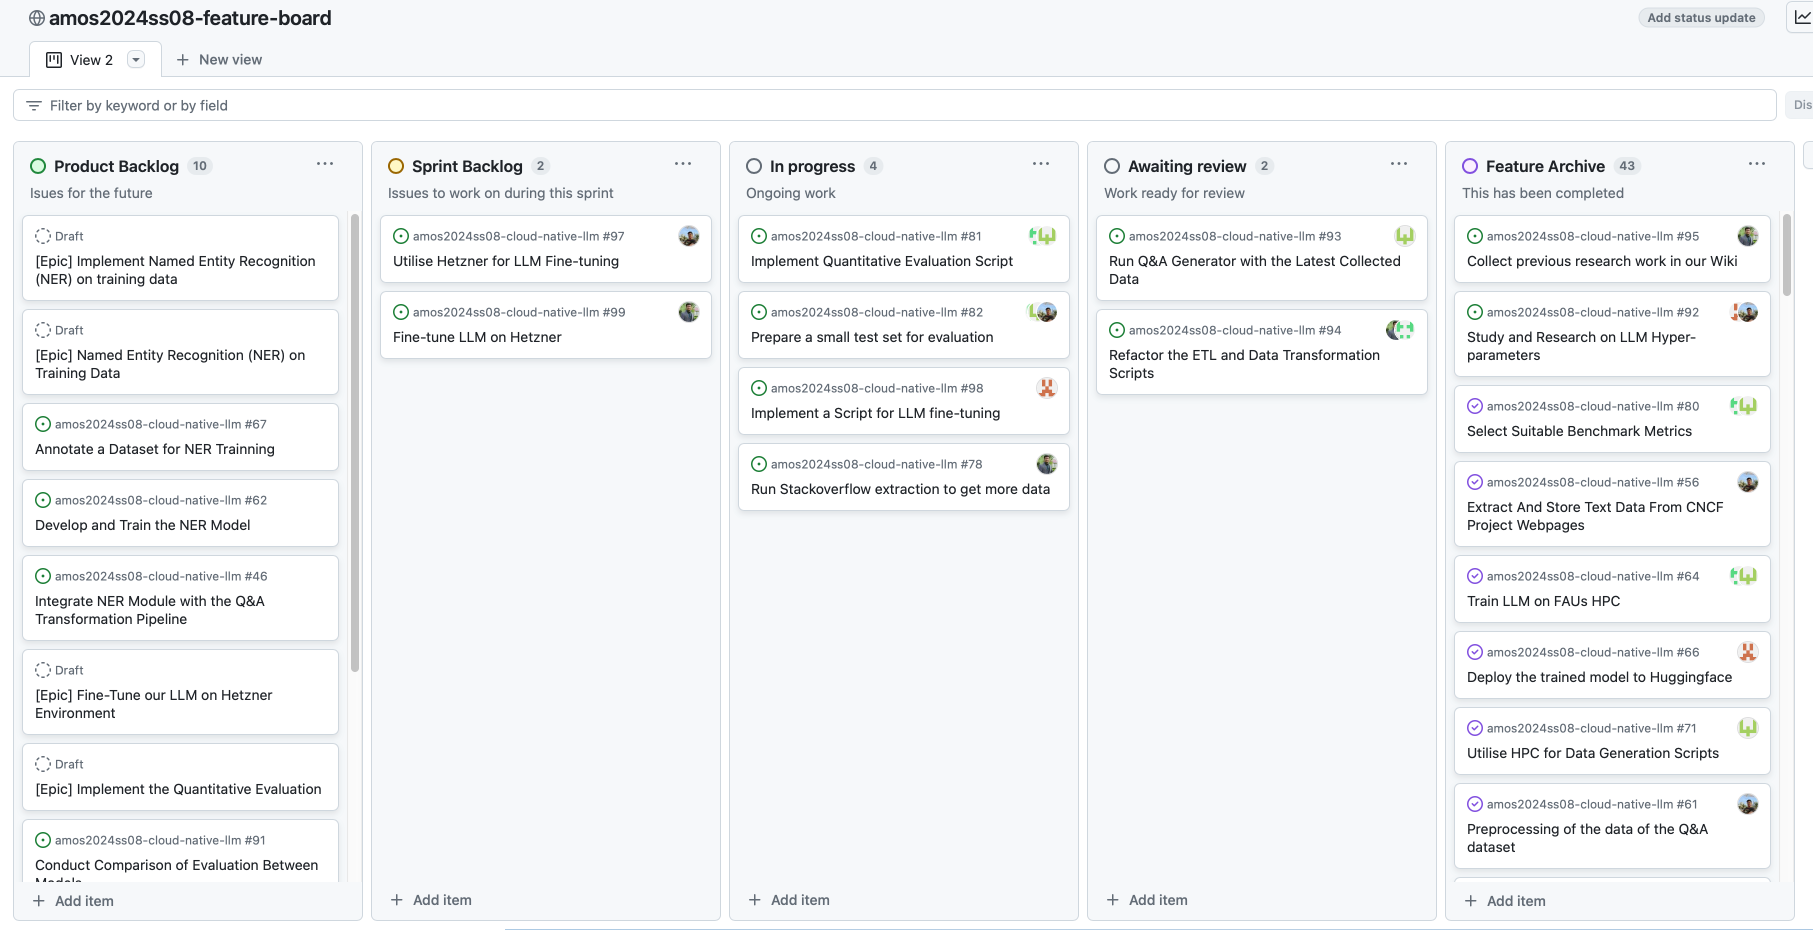 amos2024ss08-feature-board
Add status update
View 2
New view
Filter by keyword or by field
Dis
Product Backlog 10
Isues for the future
Draft
[Epic] Implement Named Entity Recognition
(NER) on training data
Draft
[Epic] Named Entity Recognition (NER) on
Training Data
amos2024ss08-cloud-native-llm #67
Annotate a Dataset for NER Trainning
amos2024ss08-cloud-native-llm #62
Develop and Train the NER Model
amos2024ss08-cloud-native-llm #46
Integrate NER Module with the Q&A
Transformation Pipeline
Draft
[Epic] Fine-Tune our LLM on Hetzner
Environment
Draft
[Epic] Implement the Quantitative Evaluation
amos2024ss08-cloud-native-llm #91
Conduct Comparison of Evaluation Between
Models
Add item
Sprint Backlog 2
Issues to work on during this sprint
amos2024ss08-cloud-native-llm #97
Utilise Hetzner for LLM Fine-tuning
amos2024ss08-cloud-native-llm #99
Fine-tune LLM on Hetzner
Add item
In progress 4
Ongoing work
amos2024ss08-cloud-native-llm #81
Implement Quantitative Evaluation Script
amos2024ss08-cloud-native-llm #82
Prepare a small test set for evaluation
amos2024ss08-cloud-native-llm #98
Implement a Script for LLM fine-tuning
amos2024ss08-cloud-native-llm #78
Run Stackoverflow extraction to get more data
Add item
Awaiting review 2
Work ready for review
amos2024ss08-cloud-native-llm #93
Run Q&A Generator with the Latest Collected
Data
amos2024ss08-cloud-native-llm #94
Refactor the ETL and Data Transformation
Scripts
Add item
Feature Archive 43
This has been completed
amos2024ss08-cloud-native-llm #95
Collect previous research work in our Wiki
amos2024ss08-cloud-native-llm #92
Study and Research on LLM Hyper-
parameters
amos2024ss08-cloud-native-llm #80
Select Suitable Benchmark Metrics
amos2024ss08-cloud-native-llm #56
Extract And Store Text Data From CNCF
Project Webpages
amos2024ss08-cloud-native-llm #64
Train LLM on FAUs HPC
amos2024ss08-cloud-native-llm #66
Deploy the trained model to Huggingface
amos2024ss08-cloud-native-llm #71
Utilise HPC for Data Generation Scripts
amos2024ss08-cloud-native-llm #61
Preprocessing of the data of the Q&A
dataset
Add item